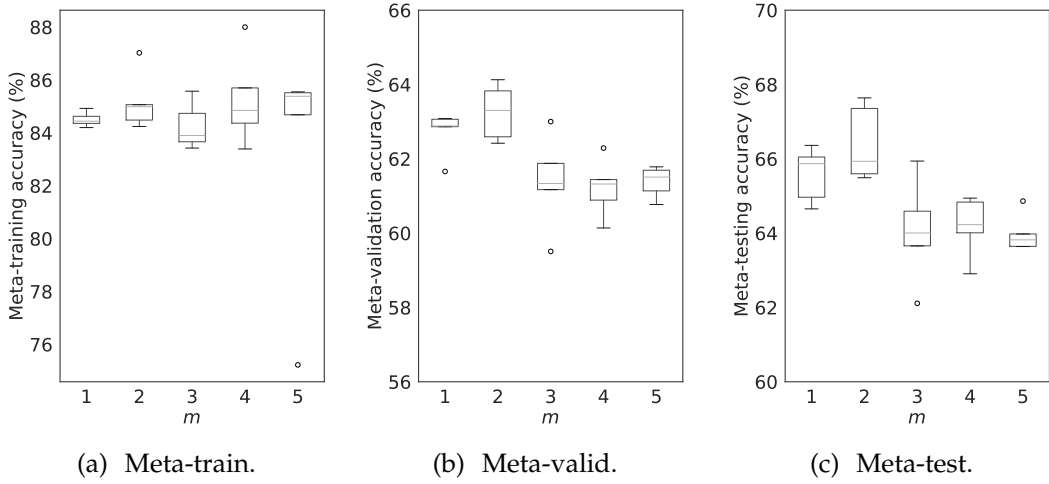 Meta-training accuracy (%)
88
86
84
82
80
78
76
1 2 3 4 5
m
(a) Meta-train.
Meta-validation accuracy (%)
66
64
62
60
58
56
1 2 3 4 5
m
(b) Meta-valid.
Meta-testing accuracy (%)
70
68
66
64
62
60
1 2 3 4 5
m
(c) Meta-test.